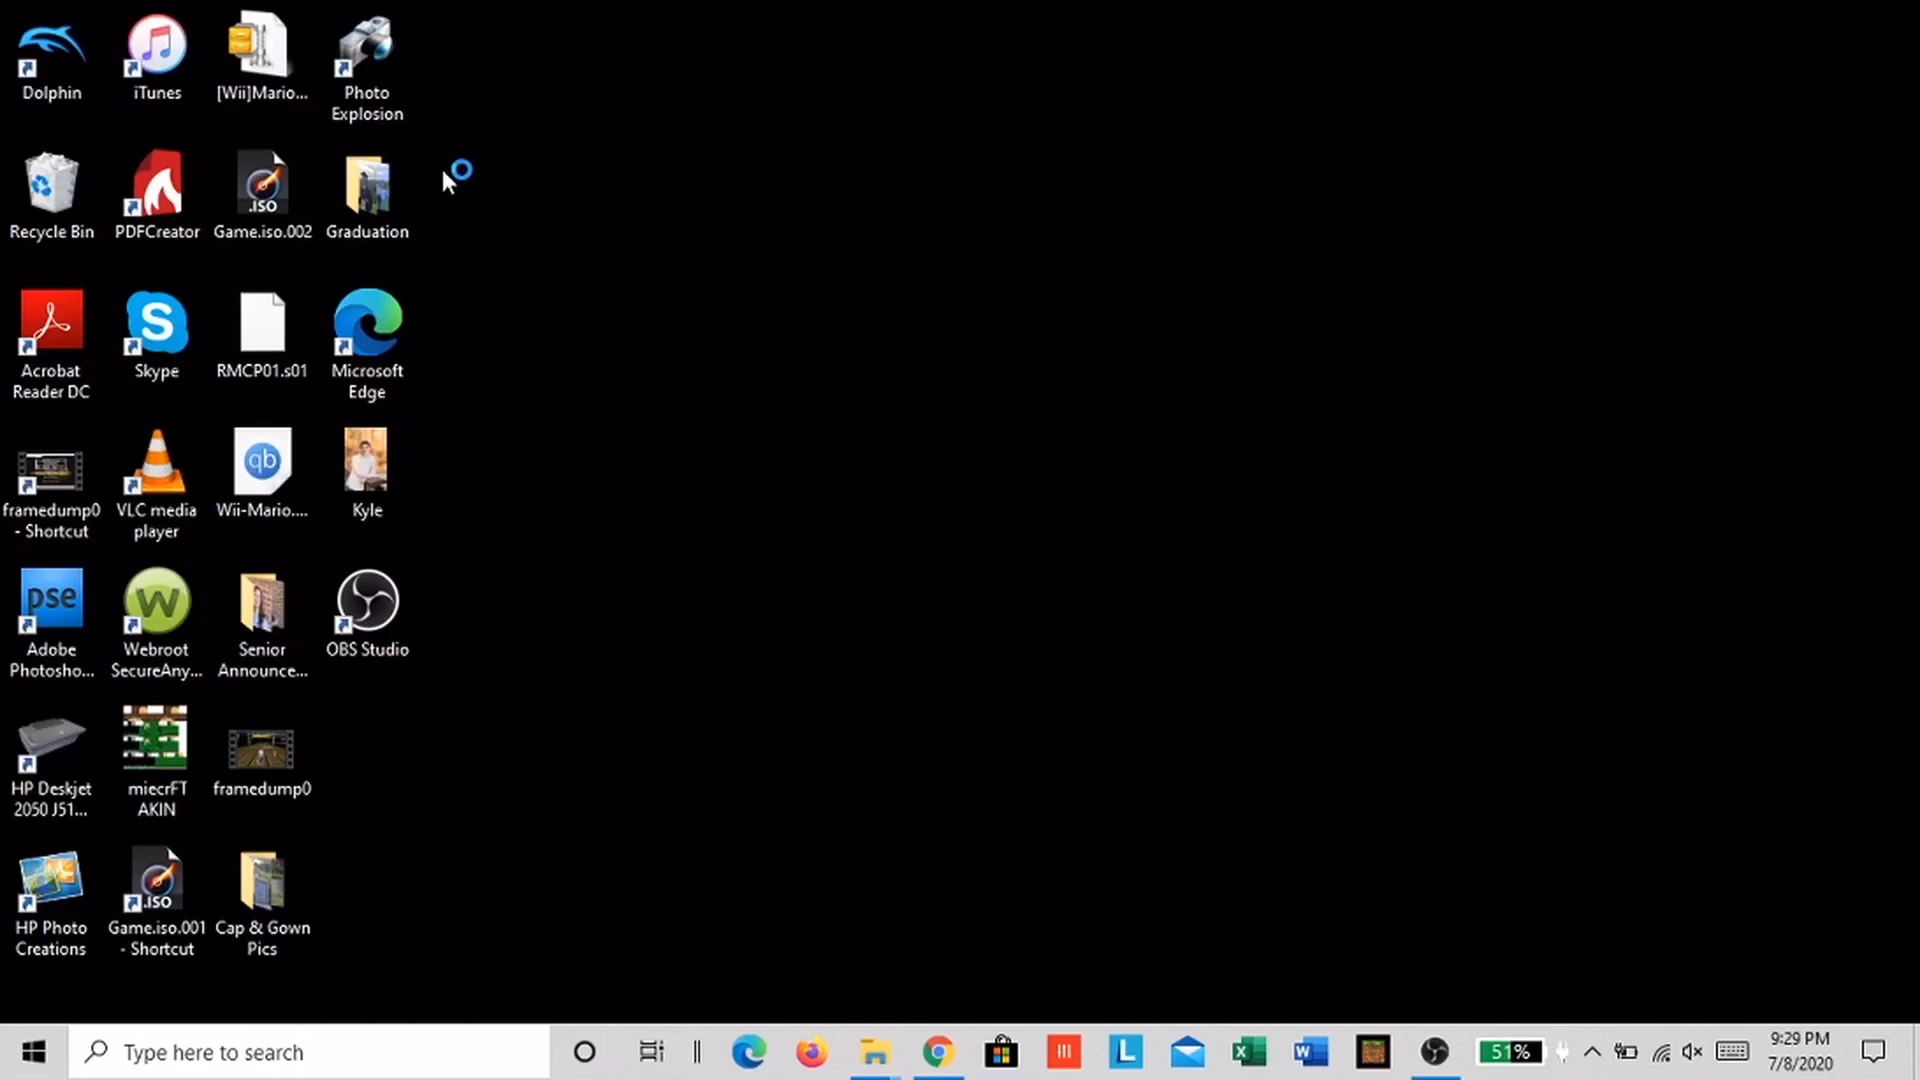 Dolphin
iTunes
[Wii]Mario...
Photo
Explosion
Recycle Bin
PDFCreator
.ISO
Game.iso.002
Graduation
Acrobat
Reader DC
S
Skype
RMCP01.s01
Microsoft
Edge
framedump0
- Shortcut
VLC media
player
qb
Wii-Mario....
Kyle
pse
Adobe
Photosho...
W
Webroot
SecureAny...
Senior
Announce...
OBS Studio
HP Deskjet
2050 J51...
miecrFT
AKIN
framedump0
HP Photo
Creations
.ISO
Game.iso.001
- Shortcut
Cap & Gown
Pics
Type here to search
L
X
W
51%
9:29 PM
7/8/2020